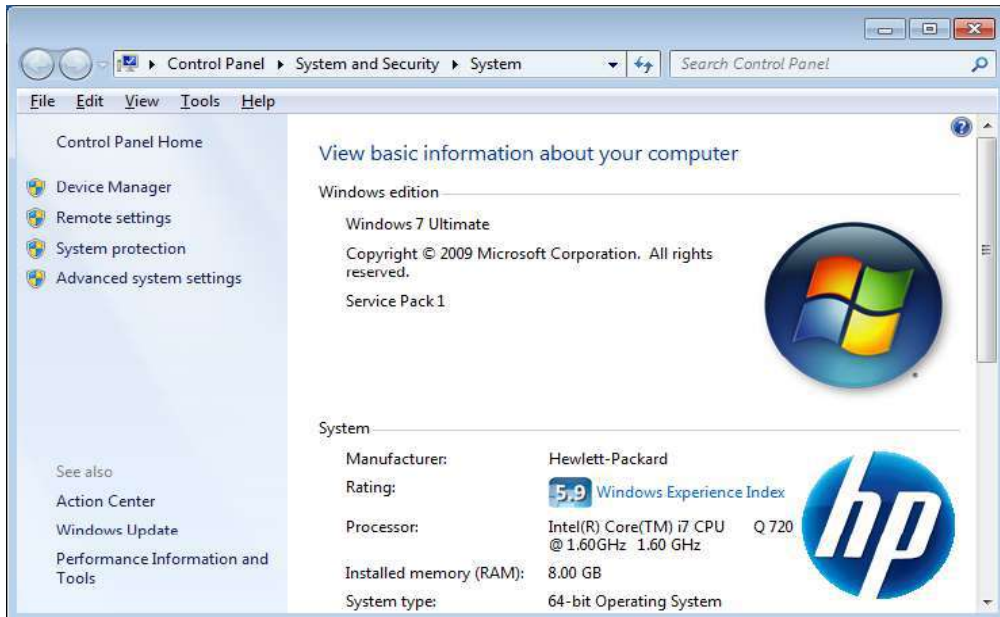 Control Panel ▸ System and Security ▸ System
Search Control Panel
File Edit View Tools Help
Control Panel Home
Device Manager
Remote settings
System protection
Advanced system settings
See also
Action Center
Windows Update
Performance Information and
Tools
View basic information about your computer
Windows edition
Windows 7 Ultimate
Copyright © 2009 Microsoft Corporation. All rights
reserved.
Service Pack 1
System
Manufacturer: Hewlett-Packard
Rating: 5.9 Windows Experience Index
Processor: Intel(R) Core(TM) i7 CPU Q 720
@ 1.60GHz 1.60 GHz
Installed memory (RAM): 8.00 GB
System type: 64-bit Operating System
hp